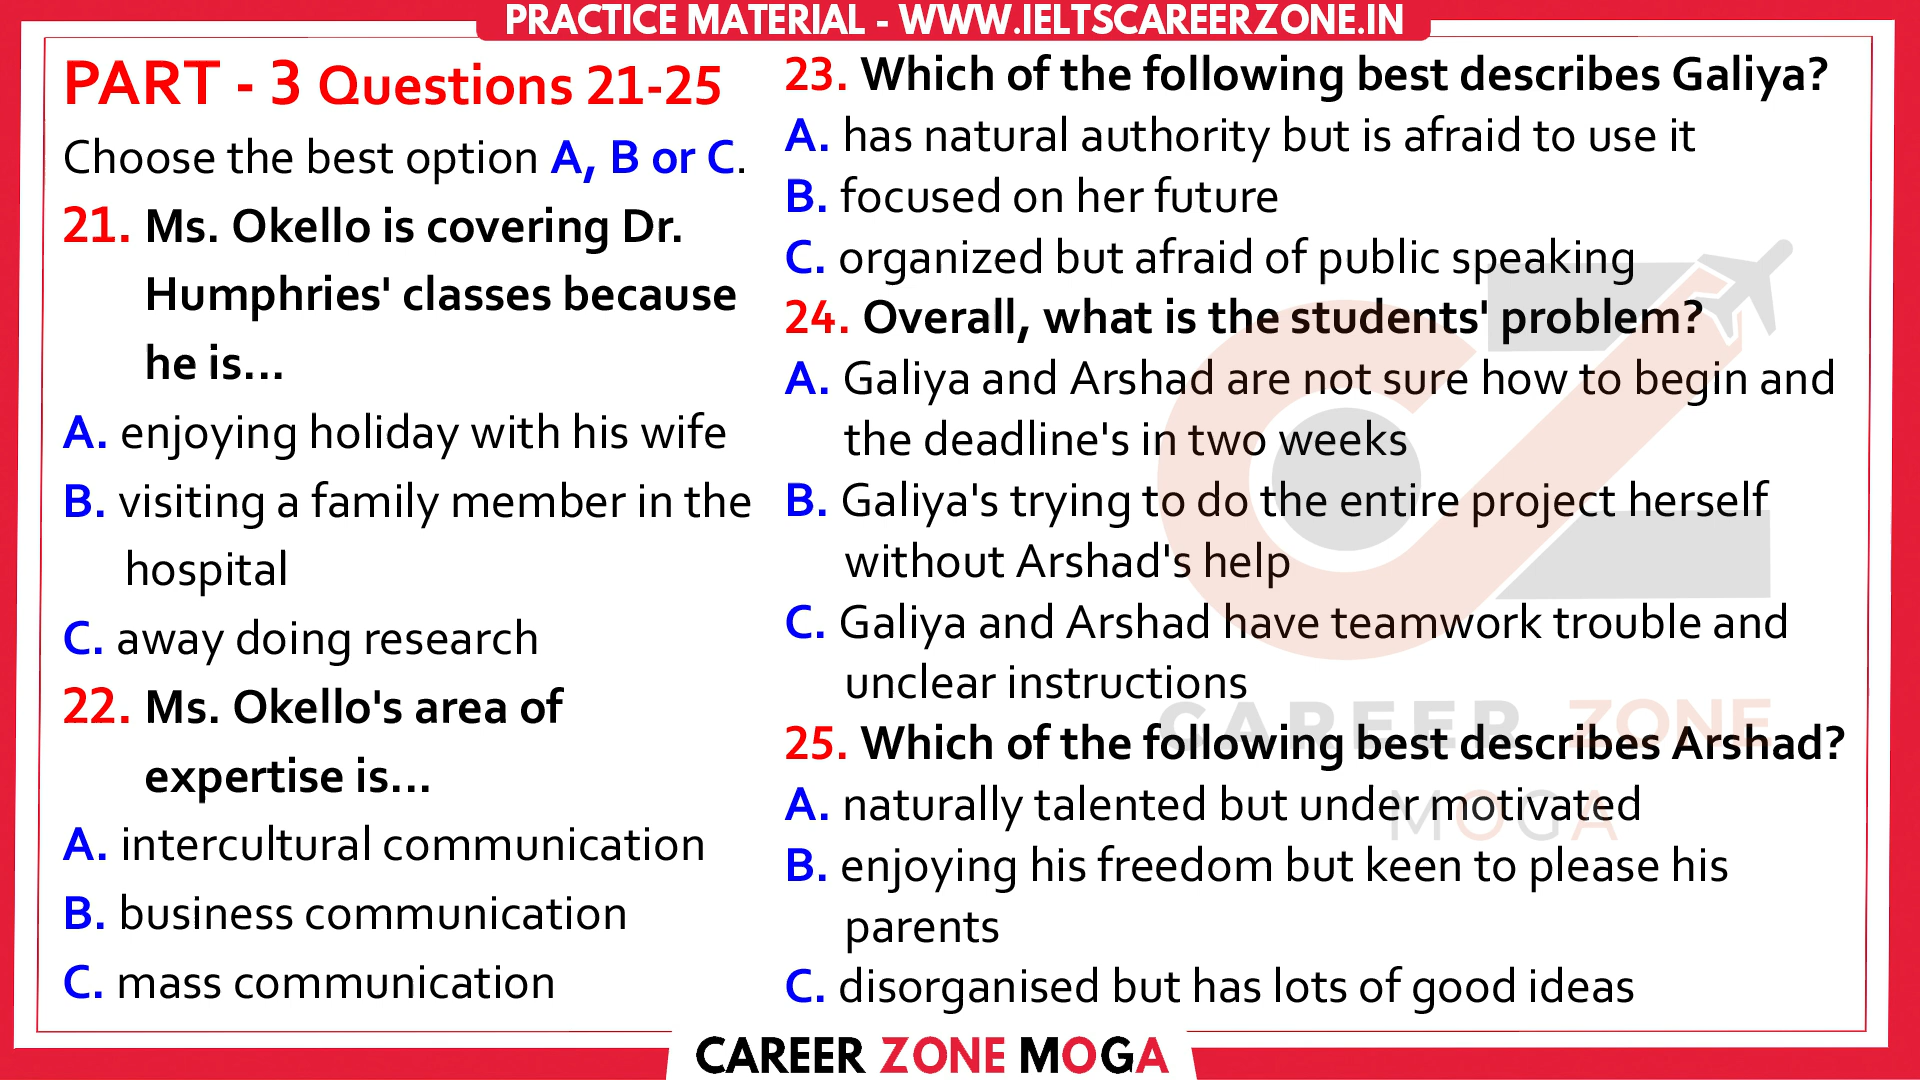 PRACTICE MATERIAL - WWW.IELTSCAREERZONE.IN
PART - 3 Questions 21-25
Choose the best option A, B or C.
21. Ms. Okello is covering Dr.
Humphries' classes because
he is...
A. enjoying holiday with his wife
B. visiting a family member in the
hospital
C. away doing research
22. Ms. Okello's area of
expertise is...
A. intercultural communication
B. business communication
C. mass communication
23. Which of the following best describes Galiya?
A. has natural authority but is afraid to use it
B. focused on her future
C. organized but afraid of public speaking
24. Overall, what is the students' problem?
A. Galiya and Arshad are not sure how to begin and
the deadline's in two weeks
B. Galiya's trying to do the entire project herself
without Arshad's help
C. Galiya and Arshad have teamwork trouble and
unclear instructions
25. Which of the following best describes Arshad?
A. naturally talented but under motivated
B. enjoying his freedom but keen to please his
parents
C. disorganised but has lots of good ideas
CAREER ZONE
MOGA
CAREER ZONE MOGA